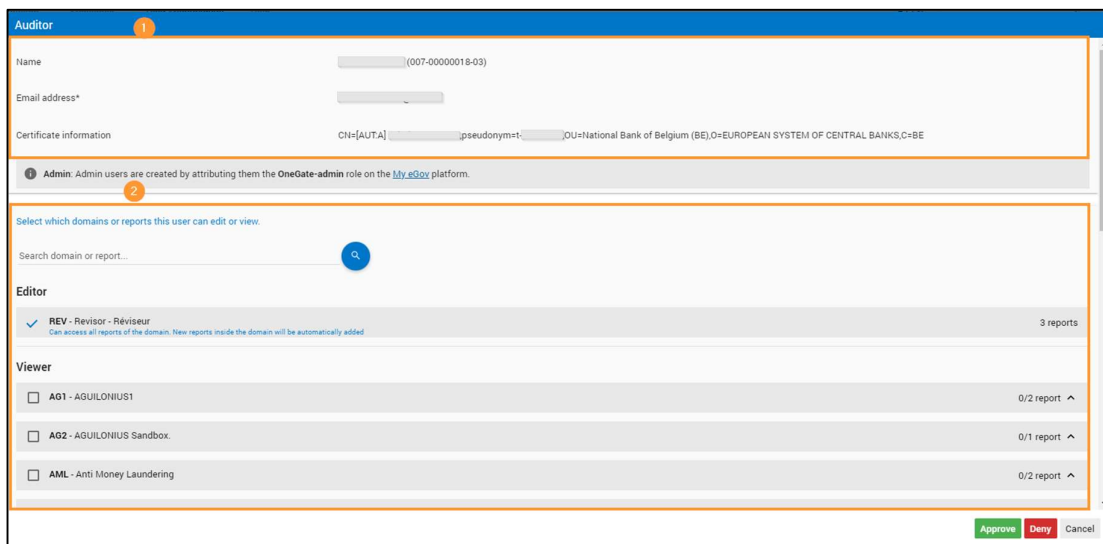 Auditor
1
Name (007-00000018-03)
Email address*
Certificate information CN=[AUT:A] ;pseudonym=t- ,OU=National Bank of Belgium (BE),O=EUROPEAN SYSTEM OF CENTRAL BANKS,C=BE
Admin: Admin users are created by attributing them the OneGate-admin role on the My eGov platform.
2
Select which domains or reports this user can edit or view.
Search domain or report...
Editor
REV - Revisor - Réviseur 3 reports
Can access all reports of the domain. New reports inside the domain will be automatically added
Viewer
AG1 - AGUILONIUS1 0/2 report
AG2 - AGUILONIUS Sandbox. 0/1 report
AML - Anti Money Laundering 0/2 report
Approve Deny Cancel